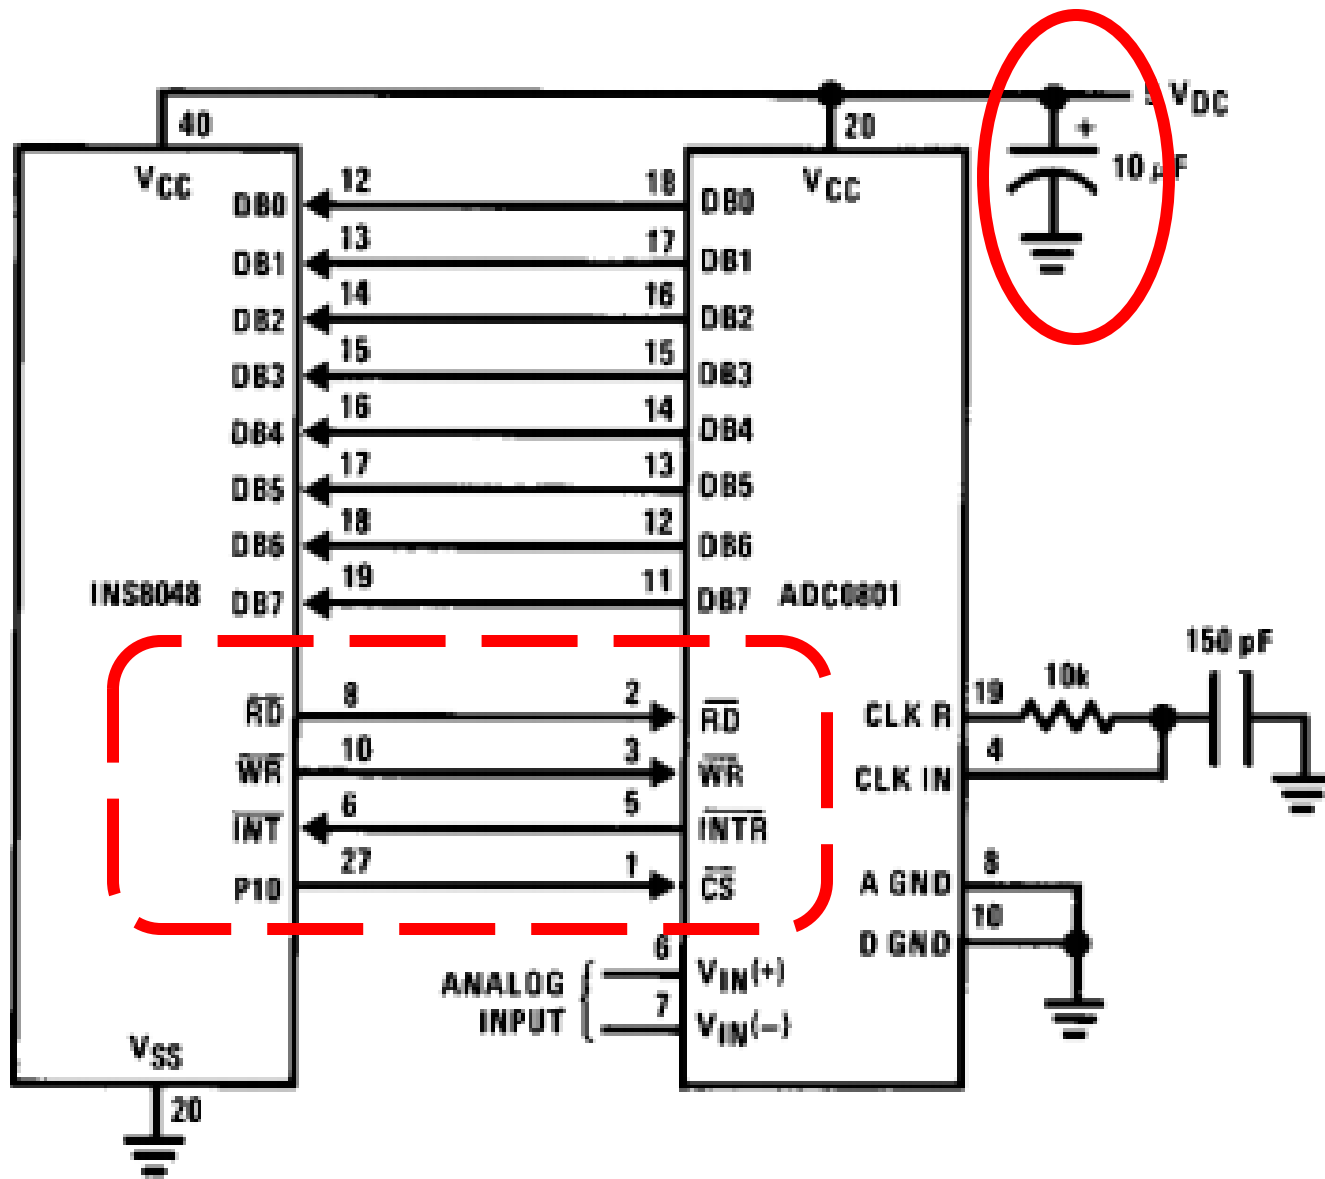 5 VDC
40
20
+
10 µF
VCC
VCC
12
18
DB0
DB0
13
17
DB1
DB1
14
16
DB2
DB2
15
15
DB3
DB3
16
14
DB4
DB4
17
13
DB5
DB5
18
12
DB6
DB6
19
11
INS8048
DB7
DB7
ADC0801
150 pF
10k
8
2
19
RD
RD
CLK R
10
3
4
WR
WR
CLK IN
6
5
INT
INTR
27
1
8
P10
CS
A GND
10
D GND
6
ANALOG
INPUT
VIN(+)
7
VIN(−)
VSS
20